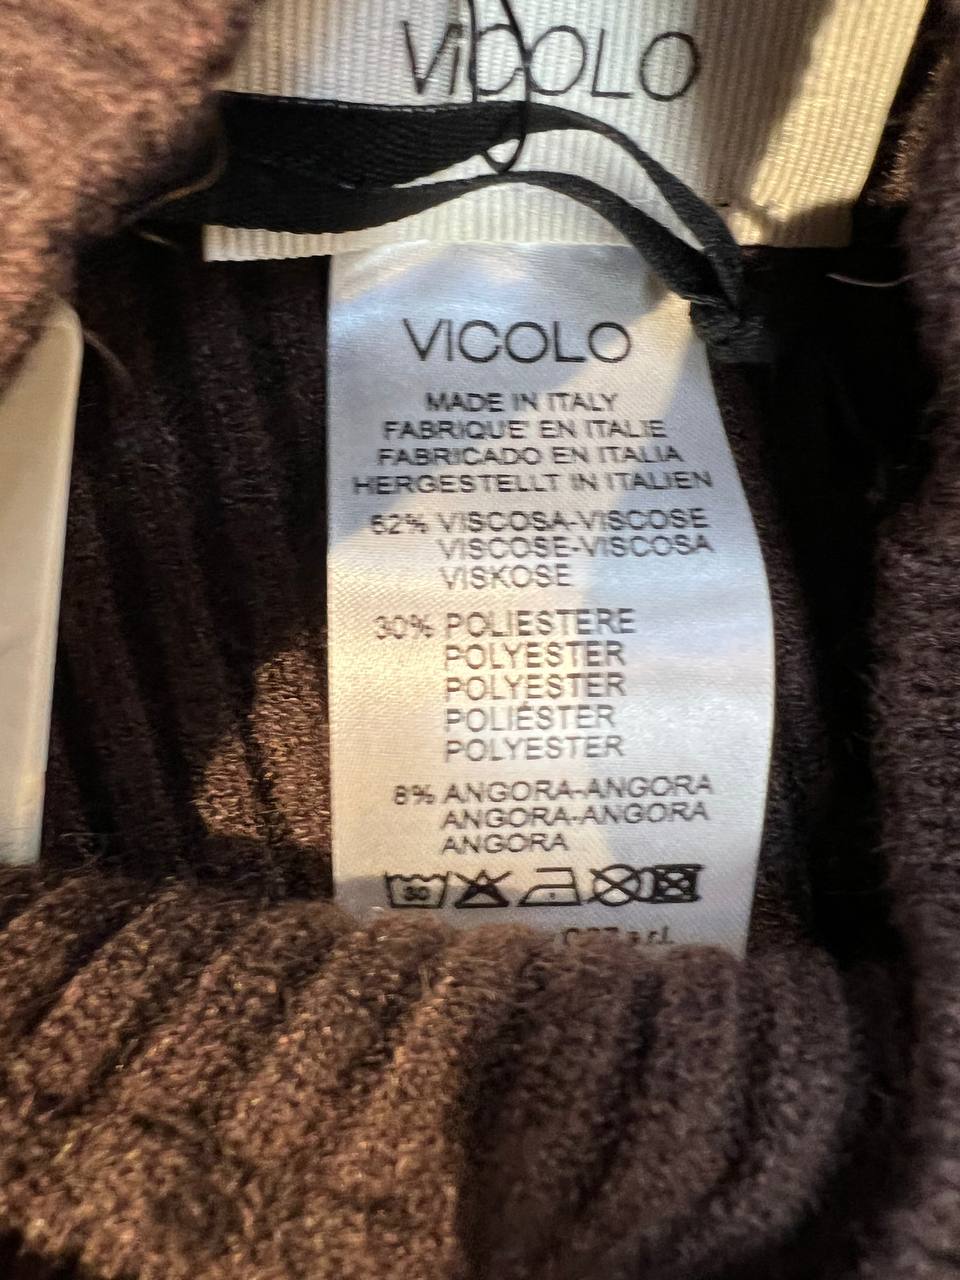 VICOLO
VICOLO
MADE IN ITALY
FABRIQUE' EN ITALIE
FABRICADO EN ITALIA
HERGESTELLT IN ITALIEN
62% VISCOSA-VISCOSE
VISCOSE-VISCOSA
VISKOSE
30% POLIESTERE
POLYESTER
POLYESTER
POLIÉSTER
POLYESTER
8% ANGORA-ANGORA
ANGORA-ANGORA
ANGORA
30
s.r.l.